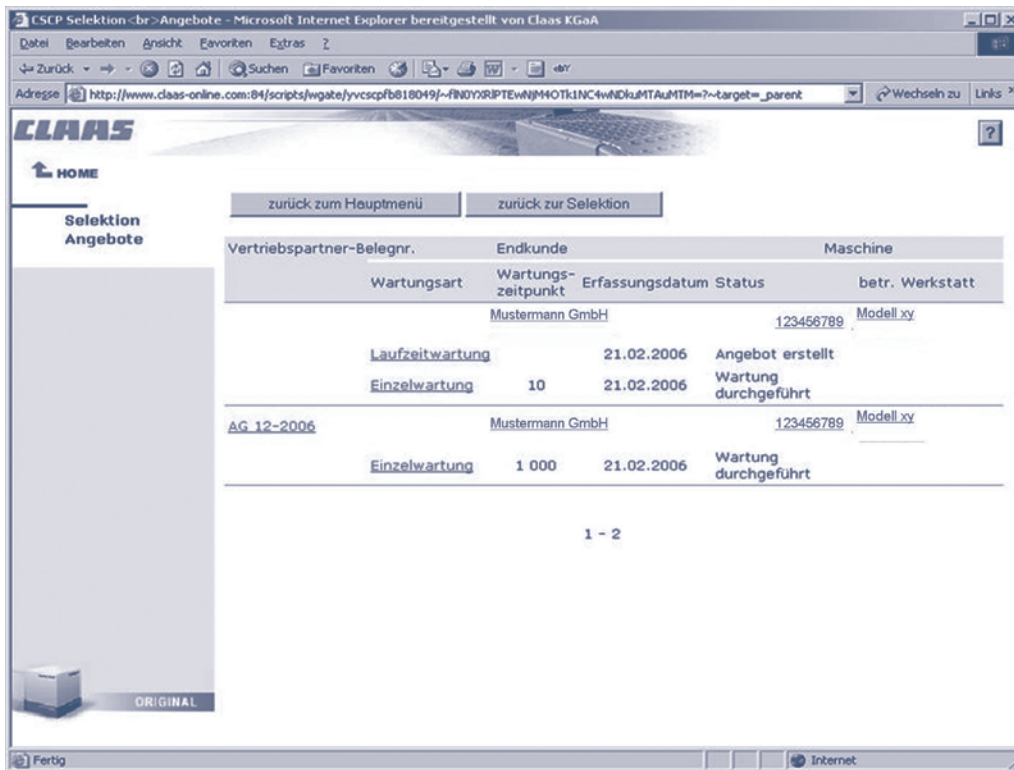 CSCP Selektion<br>Angebote - Microsoft Internet Explorer bereitgestellt von Claas KGaA
Datei Bearbeiten Ansicht Favoriten Extras ?
Zurück Suchen Favoriten
Adresse http://www.claas-online.com:84/scripts/wgate/yvcscpfb818049/~flN0YXRlPTEwNjM4OTk1NC4wNDkuMTAuMTM=?~target=_parent Wechseln zu Links
CLAAS
?
HOME
zurück zum Hauptmenü zurück zur Selektion
Selektion
Angebote
Vertriebspartner-Belegnr. Endkunde Maschine
Wartungsart Wartungs-
zeitpunkt Erfassungsdatum Status betr. Werkstatt
Mustermann GmbH 123456789 Modell xy
Laufzeitwartung 21.02.2006 Angebot erstellt
Einzelwartung 10 21.02.2006 Wartung
durchgeführt
AG 12-2006 Mustermann GmbH 123456789 Modell xy
Einzelwartung 1 000 21.02.2006 Wartung
durchgeführt
1 - 2
ORIGINAL
Fertig Internet